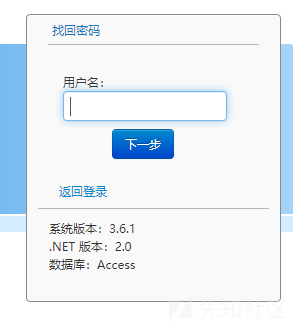 找回密码
用户名：
下一步
返回登录
系统版本：3.6.1
.NET 版本：2.0
数据库：Access
先知社区